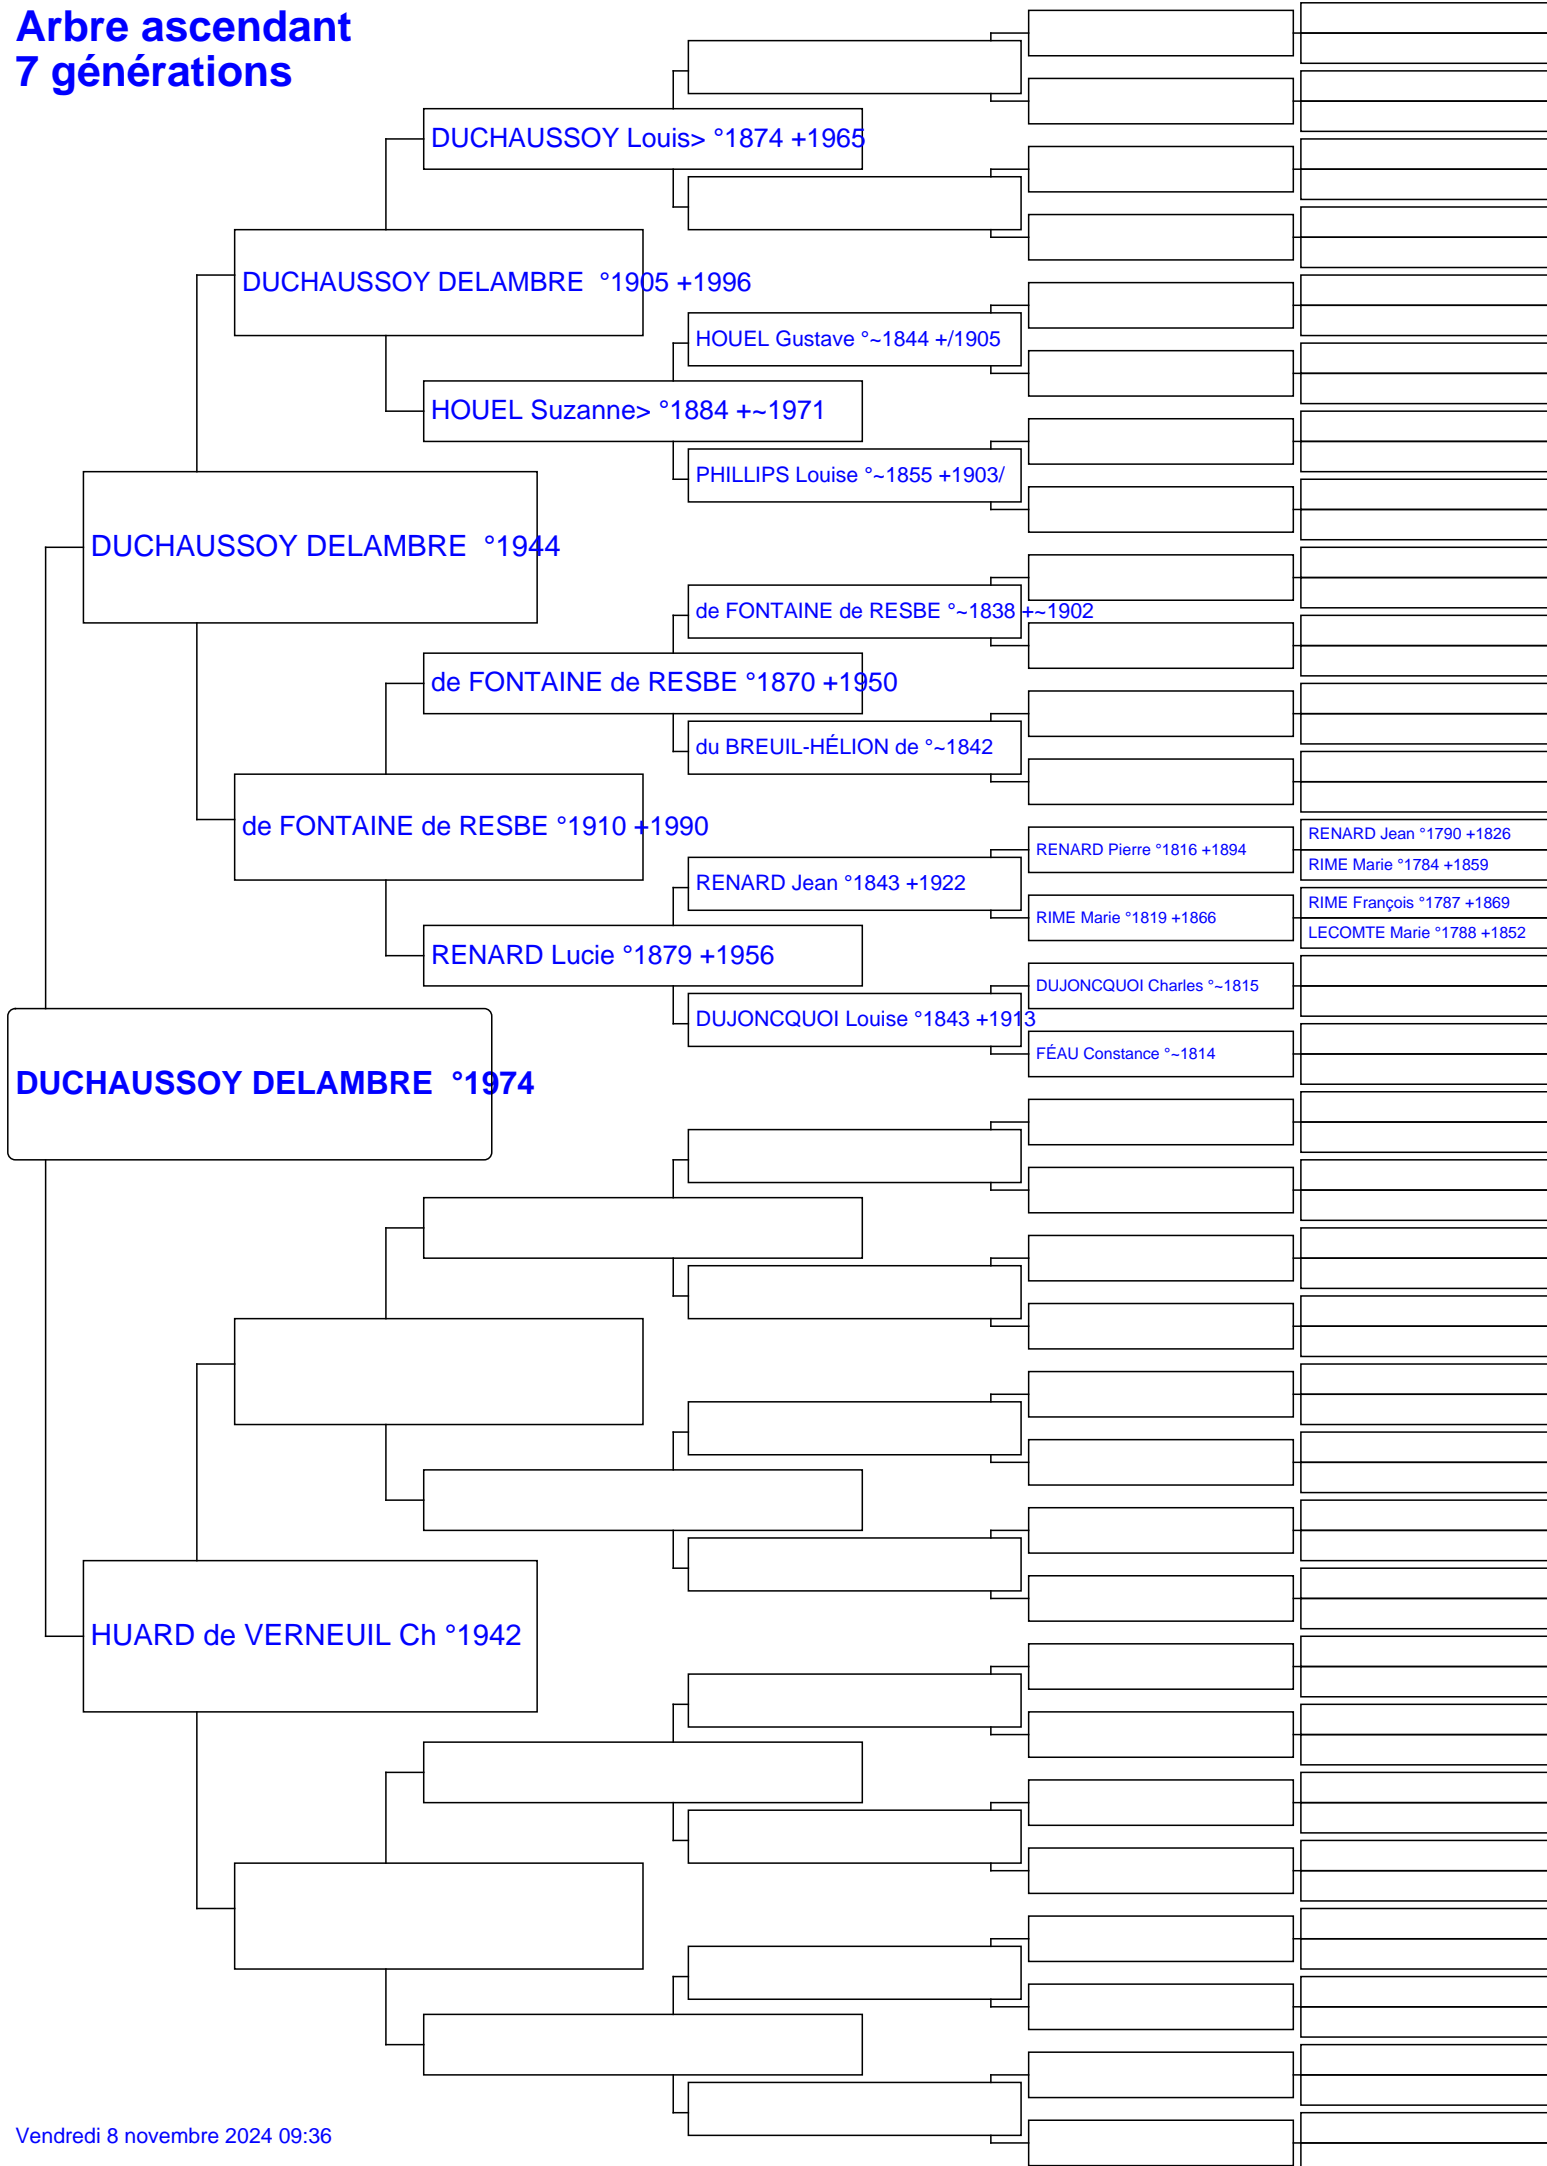 Arbre ascendant
7 générations
DUCHAUSSOY Louis> °1874 +1965
DUCHAUSSOY DELAMBRE  °1905 +1996
HOUEL Gustave °~1844 +/1905
HOUEL Suzanne> °1884 +~1971
PHILLIPS Louise °~1855 +1903/
DUCHAUSSOY DELAMBRE  °1944
de FONTAINE de RESBE °~1838 +~1902
de FONTAINE de RESBE °1870 +1950
du BREUIL-HÉLION de °~1842
de FONTAINE de RESBE °1910 +1990
RENARD Jean °1790 +1826
RENARD Pierre °1816 +1894
RIME Marie °1784 +1859
RENARD Jean °1843 +1922
RIME François °1787 +1869
RIME Marie °1819 +1866
LECOMTE Marie °1788 +1852
RENARD Lucie °1879 +1956
DUJONCQUOI Charles °~1815
DUJONCQUOI Louise °1843 +1913
FÉAU Constance °~1814
DUCHAUSSOY DELAMBRE  °1974
HUARD de VERNEUIL Ch °1942
Vendredi 8 novembre 2024 09:36